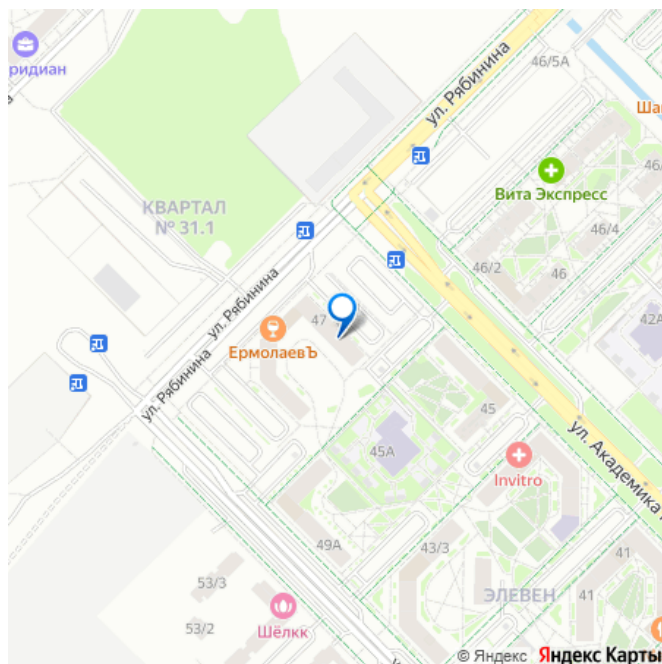 ридиан
46/5А
ул. Рябинина
Ша
Вита Экспресс
КВАРТАЛ
№ 31.1
46/4
46/2
46
ул. Рябинина
47
42А
ЕрмолаевЪ
ул. Рябинина
45
45А
ул. Академика
Invitro
49А
43/3
41
53/3
ЭЛЕВЕН
41
Шёлкк
53/2
© Яндекс Яндекс Карты